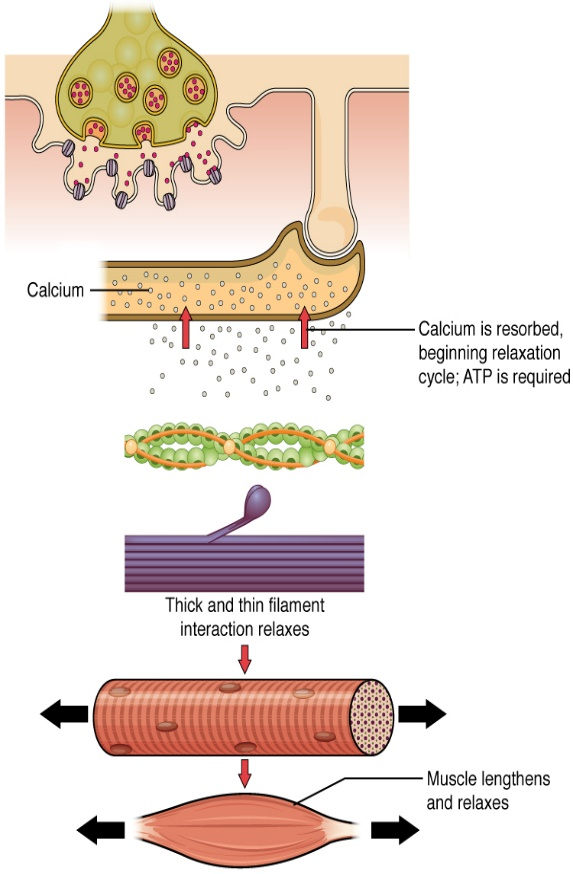 Calcium
Calcium is resorbed,
beginning relaxation
cycle; ATP is required
Thick and thin filament
interaction relaxes
Muscle lengthens
and relaxes